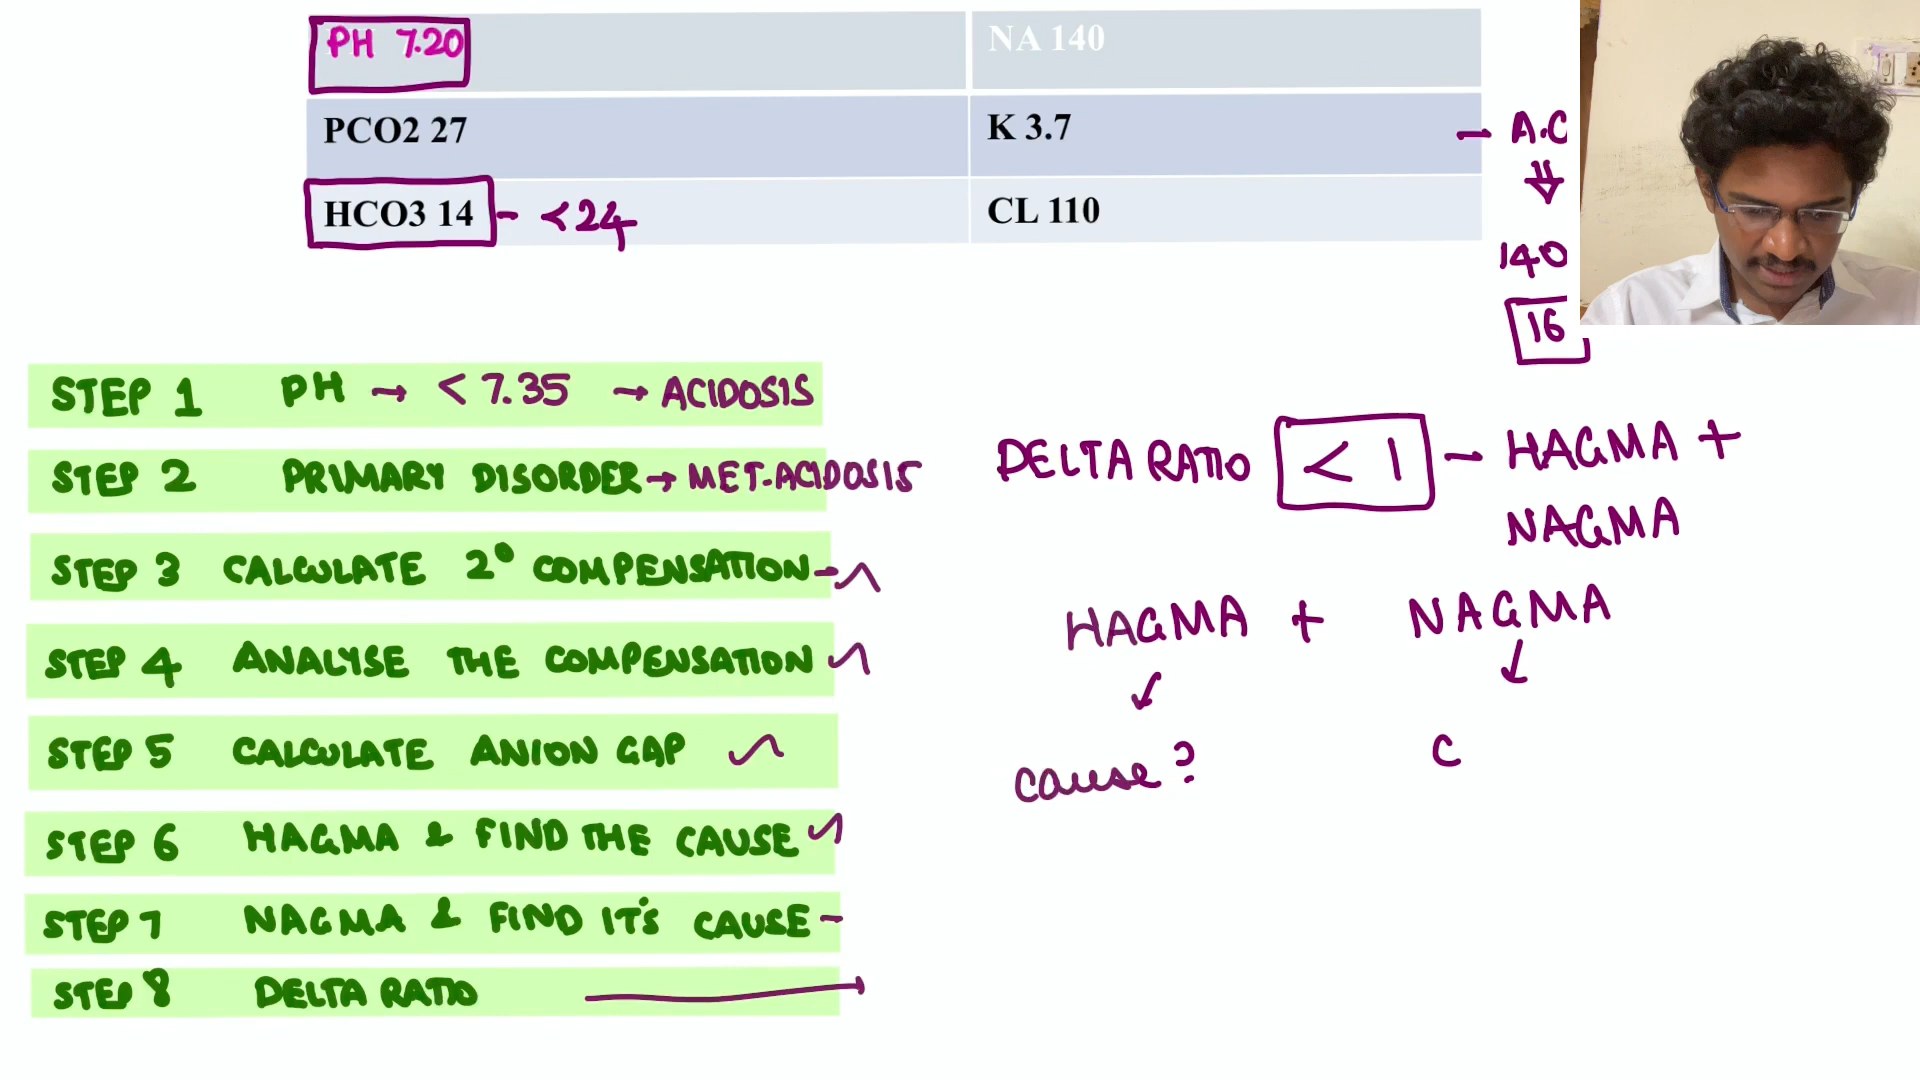 PH 7.20 NA 140
PCO2 27 K 3.7
HCO3 14 - <24 CL 110
- A.C
⇓
140
16
STEP 1 PH → < 7.35 → ACIDOSIS
STEP 2 PRIMARY DISORDER → MET.ACIDOSIS
STEP 3 CALCULATE 2° COMPENSATION -
STEP 4 ANALYSE THE COMPENSATION
STEP 5 CALCULATE ANION GAP
STEP 6 HAGMA & FIND THE CAUSE
STEP 7 NAGMA & FIND IT'S CAUSE -
STEP 8 DELTA RATIO
DELTA RATIO < 1 - HAGMA +
NAGMA
HAGMA + NAGMA
↙ ↓
cause? C